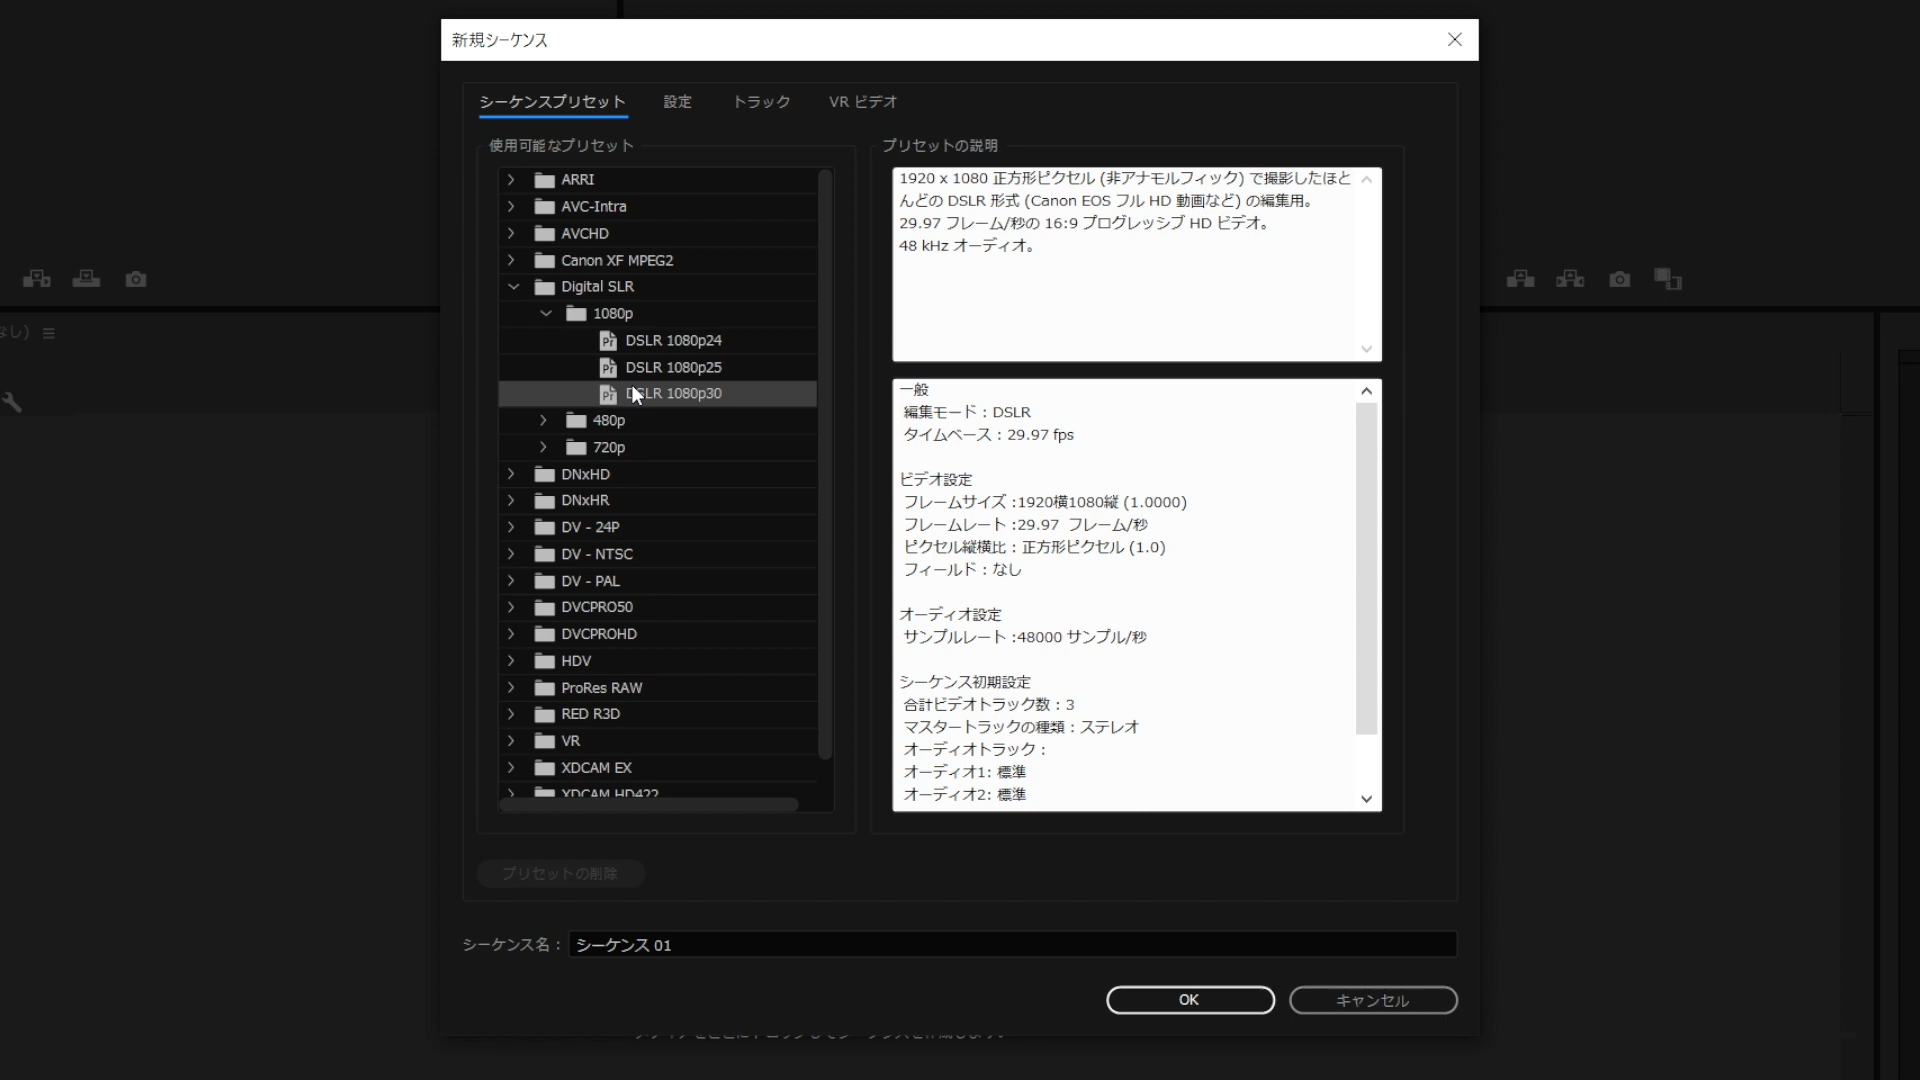 新規シーケンス
シーケンスプリセット 設定 トラック VR ビデオ
使用可能なプリセット
ARRI
AVC-Intra
AVCHD
Canon XF MPEG2
Digital SLR
1080p
DSLR 1080p24
DSLR 1080p25
DSLR 1080p30
480p
720p
DNxHD
DNxHR
DV - 24P
DV - NTSC
DV - PAL
DVCPRO50
DVCPROHD
HDV
ProRes RAW
RED R3D
VR
XDCAM EX
XDCAM HD422
プリセットの削除
プリセットの説明
1920 x 1080 正方形ピクセル (非アナモルフィック) で撮影したほと
んどの DSLR 形式 (Canon EOS フル HD 動画など) の編集用。
29.97 フレーム/秒の 16:9 プログレッシブ HD ビデオ。
48 kHz オーディオ。
一般
編集モード : DSLR
タイムベース : 29.97 fps
ビデオ設定
フレームサイズ :1920横1080縦 (1.0000)
フレームレート :29.97 フレーム/秒
ピクセル縦横比 : 正方形ピクセル (1.0)
フィールド : なし
オーディオ設定
サンプルレート :48000 サンプル/秒
シーケンス初期設定
合計ビデオトラック数 : 3
マスタートラックの種類 : ステレオ
オーディオトラック :
オーディオ1: 標準
オーディオ2: 標準
シーケンス名 : シーケンス 01
OK キャンセル
なし)